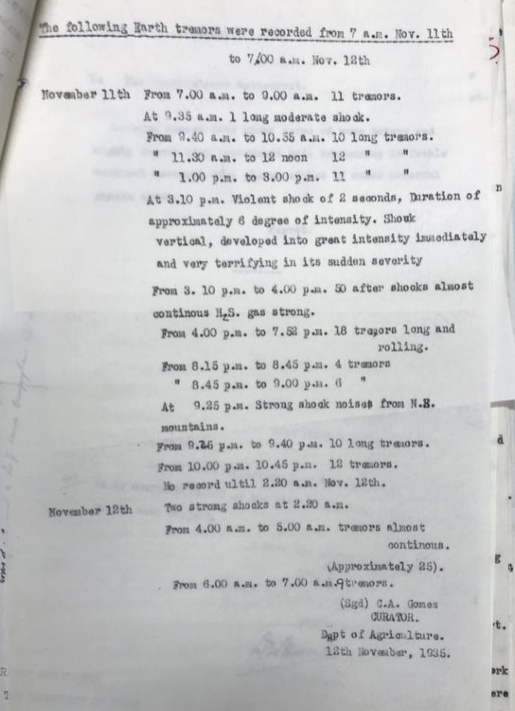 The following Earth tremors were recorded from 7 a.m. Nov. 11th
to 7/00 a.m. Nov. 12th
November 11th From 7.00 a.m. to 9.00 a.m. 11 tremors.
At 9.35 a.m. 1 long moderate shock.
From 9.40 a.m. to 10.55 a.m. 10 long tremors.
" 11.30 a.m. to 12 noon 12 " "
" 1.00 p.m. to 3.00 p.m. 11 " "
At 3.10 p.m. Violent shock of 2 seconds, Duration of
approximately 6 degree of intensity. Shock
vertical, developed into great intensity immediately
and very terrifying in its sudden severity
From 3. 10 p.m. to 4.00 p.m. 50 after shocks almost
continous H2S. gas strong.
From 4.00 p.m. to 7.52 p.m. 18 tremors long and
rolling.
From 8.15 p.m. to 8.45 p.m. 4 tremors
" 8.45 p.m. to 9.00 p.m. 6 "
At 9.25 p.m. Strong shock noises from N.E.
mountains.
From 9.26 p.m. to 9.40 p.m. 10 long tremors.
From 10.00 p.m. 10.45 p.m. 12 tremors.
No record ultil 2.20 a.m. Nov. 12th.
November 12th Two strong shocks at 2.20 a.m.
From 4.00 a.m. to 5.00 a.m. tremors almost
continous.
(Approximately 25).
From 6.00 a.m. to 7.00 a.m. 9 tremors.
(Sgd) C.A. Gomes
CURATOR.
Dept of Agriculture.
12th November, 1935.